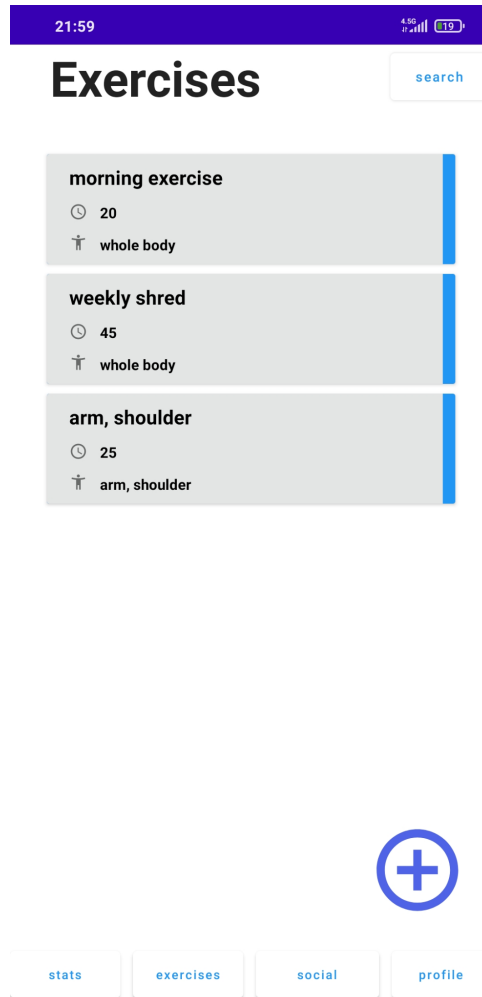 21:59
4.5G
19
Exercises
search
morning exercise
20
whole body
weekly shred
45
whole body
arm, shoulder
25
arm, shoulder
stats
exercises
social
profile